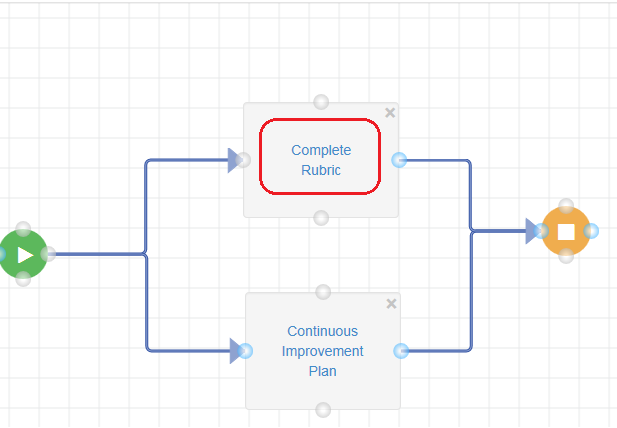 Complete
Rubric
Continuous
Improvement
Plan